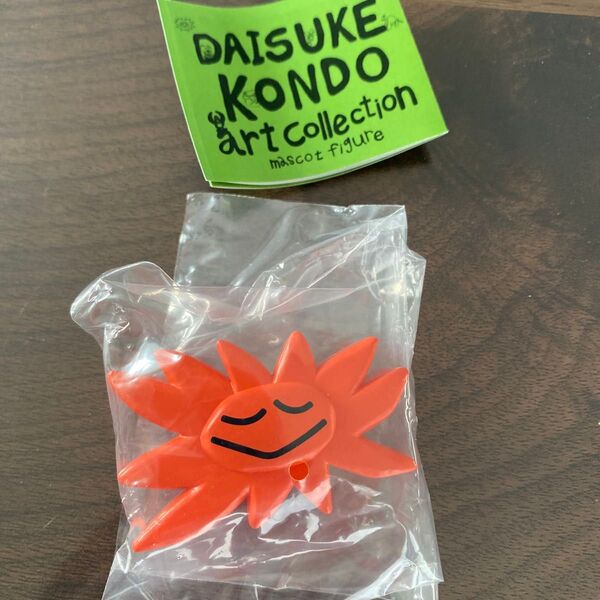 DAISUKE
KONDO
art collection
mascot figure